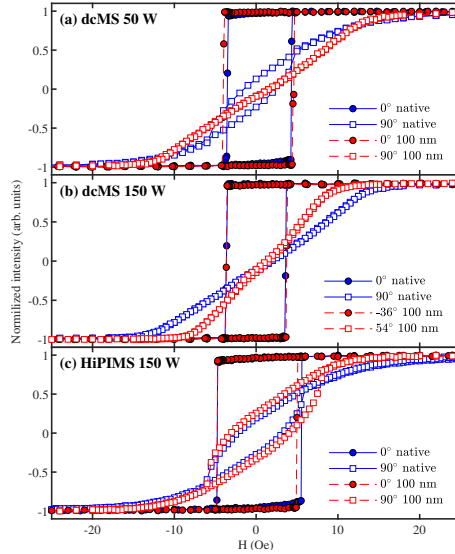 (a) dcMS 50 W
1
0.5
0
-0.5
-1
0° native
90° native
0° 100 nm
90° 100 nm
(b) dcMS 150 W
1
0.5
0
-0.5
-1
0° native
90° native
-36° 100 nm
54° 100 nm
Normilized intensity (arb. units)
(c) HiPIMS 150 W
1
0.5
0
-0.5
-1
0° native
90° native
0° 100 nm
90° 100 nm
-20 -10 0 10 20
H (Oe)